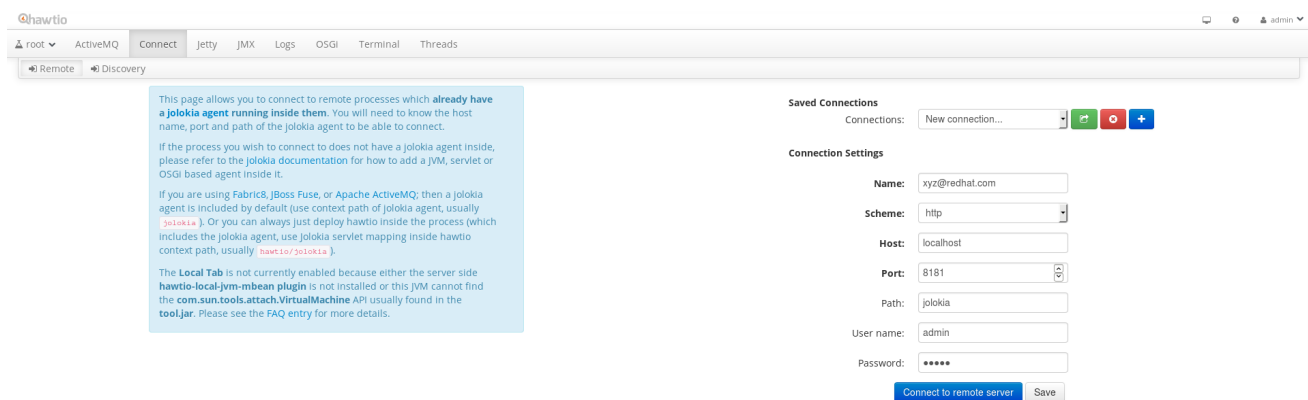 hawtio
admin
root ActiveMQ Connect Jetty JMX Logs OSGi Terminal Threads
Remote Discovery
This page allows you to connect to remote processes which already have
a jolokia agent running inside them. You will need to know the host
name, port and path of the jolokia agent to be able to connect.
If the process you wish to connect to does not have a jolokia agent inside,
please refer to the jolokia documentation for how to add a JVM, servlet or
OSGi based agent inside it.
If you are using Fabric8, JBoss Fuse, or Apache ActiveMQ; then a jolokia
agent is included by default (use context path of jolokia agent, usually
jolokia ). Or you can always just deploy hawtio inside the process (which
includes the jolokia agent, use Jolokia servlet mapping inside hawtio
context path, usually hawtio/jolokia ).
The Local Tab is not currently enabled because either the server side
hawtio-local-jvm-mbean plugin is not installed or this JVM cannot find
the com.sun.tools.attach.VirtualMachine API usually found in the
tool.jar. Please see the FAQ entry for more details.
Saved Connections
Connections: New connection...
Connection Settings
Name: xyz@redhat.com
Scheme: http
Host: localhost
Port: 8181
Path: jolokia
User name: admin
Password: •••••
Connect to remote server Save